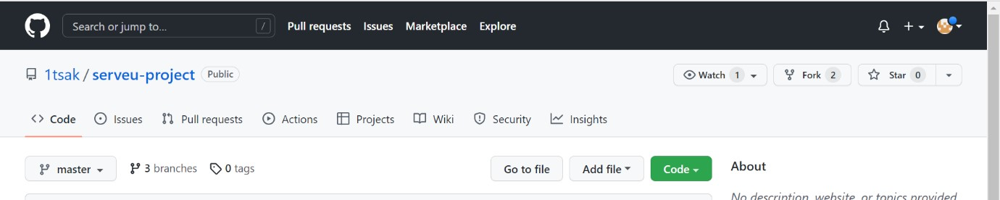 Search or jump to... /
Pull requests Issues Marketplace Explore
1tsak / serveu-project Public
Watch 1 Fork 2 Star 0
Code Issues Pull requests Actions Projects Wiki Security Insights
master 3 branches 0 tags Go to file Add file Code
About
No description, website, or topics provided